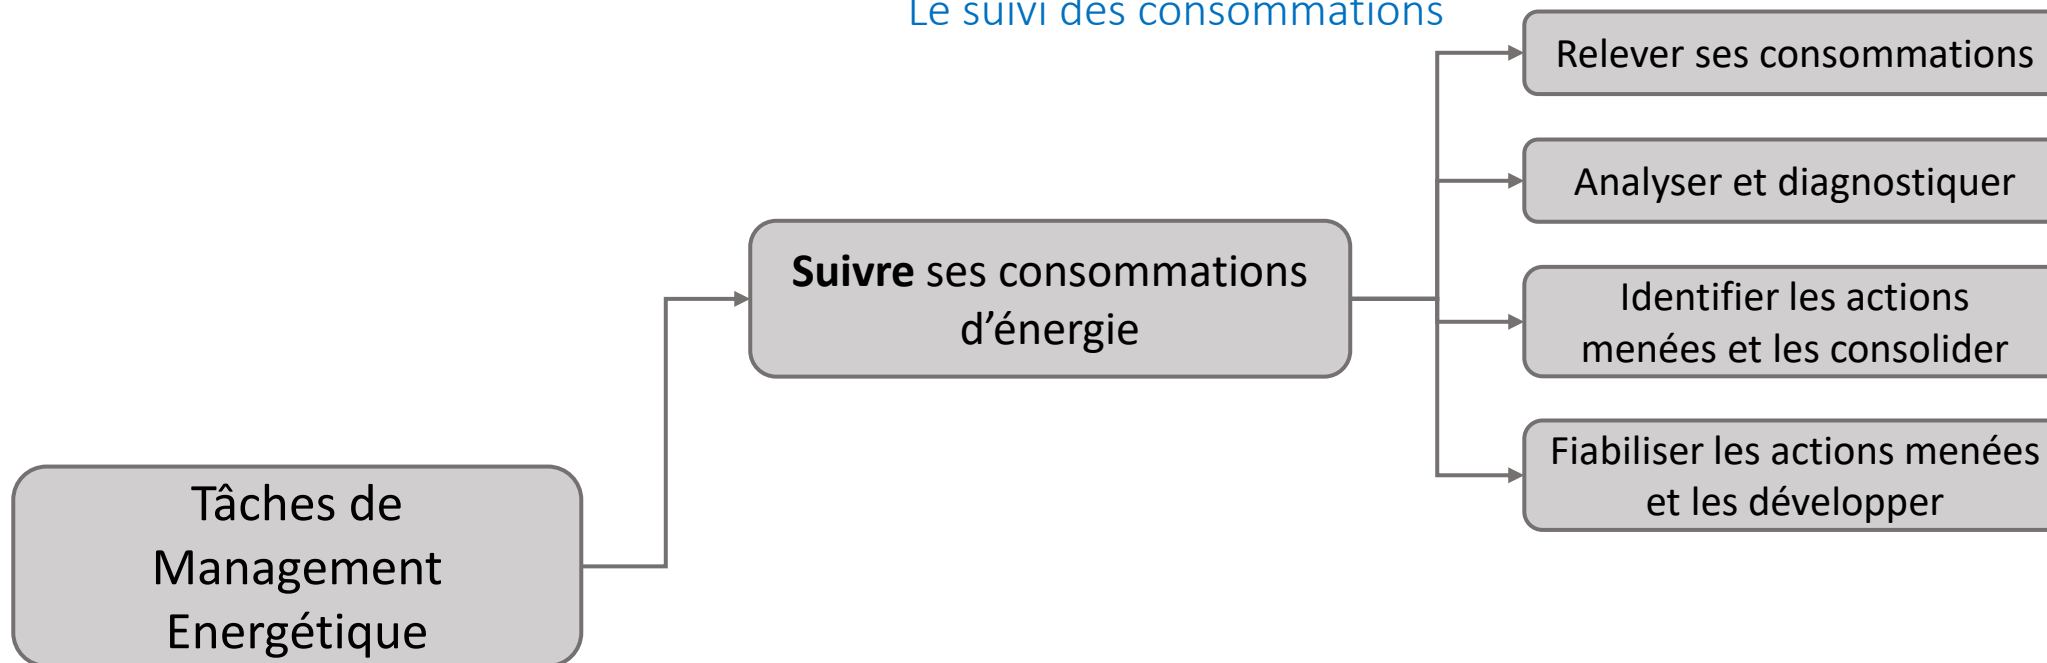 Le suivi des consommations
Relever ses consommations
Analyser et diagnostiquer
Suivre ses consommations
d’énergie
Identifier les actions
menées et les consolider
Fiabiliser les actions menées
et les développer
Tâches de
Management
Energétique